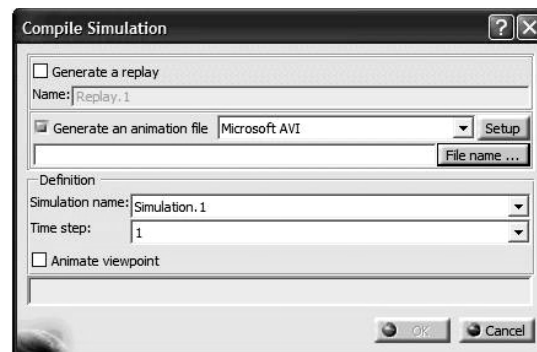 Compile Simulation ? X
Generate a replay
Name: Replay.1
Generate an animation file Microsoft AVI Setup
File name ...
Definition
Simulation name: Simulation.1
Time step: 1
Animate viewpoint
OK Cancel